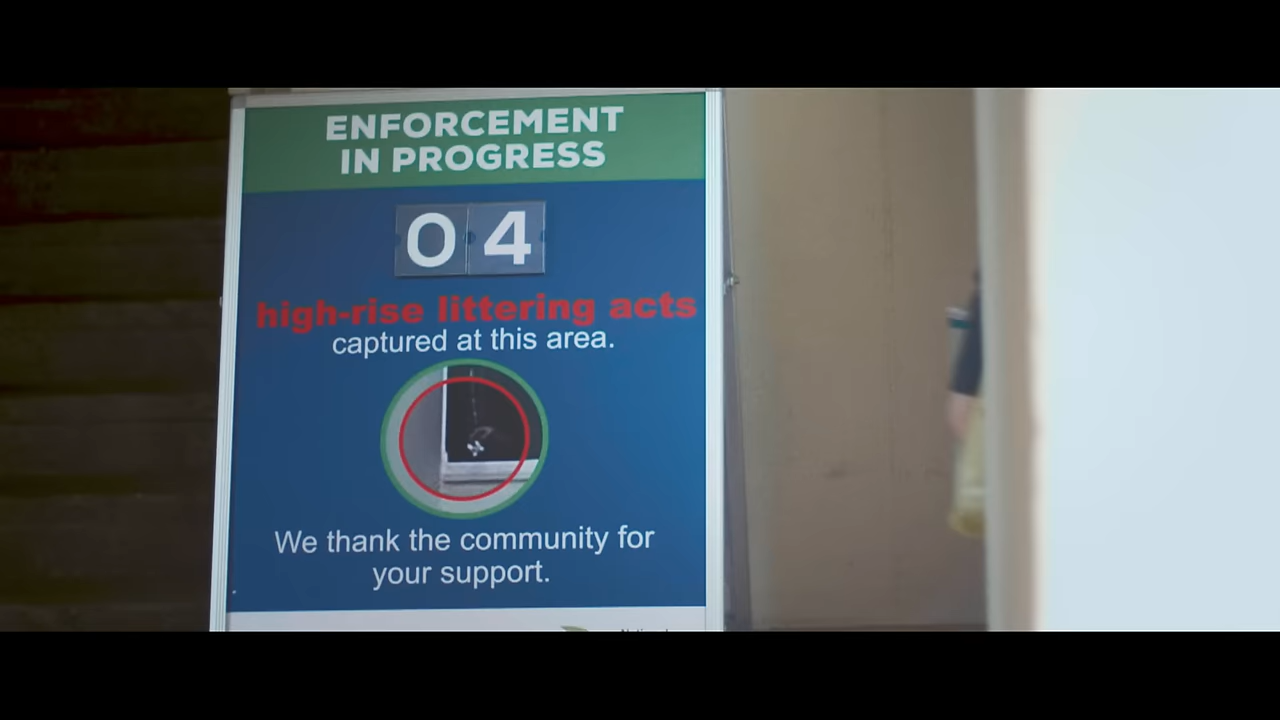 ENFORCEMENT
IN PROGRESS
04
high-rise littering acts
captured at this area.
We thank the community for
your support.